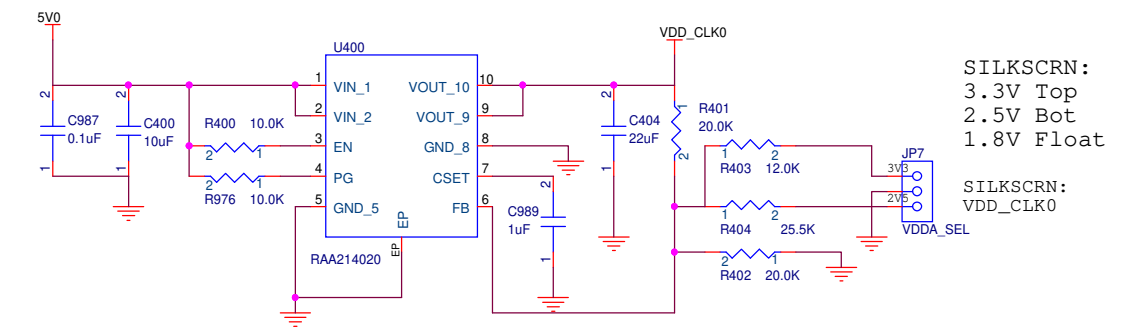 5V0
U400
VDD_CLK0
1
VIN_1
VOUT_10
10
2
VIN_2
VOUT_9
9
3
EN
GND_8
8
4
PG
CSET
7
5
GND_5
FB
6
EP
EP
RAA214020
2
C987
0.1uF
1
2
C400
10uF
1
R400 10.0K
2
1
2
1
R976 10.0K
2
C989
1uF
1
2
C404
22uF
1
1
R401
20.0K
2
1
2
R403 12.0K
1
2
R404 25.5K
2
1
R402 20.0K
JP7
3V3
2V5
VDDA_SEL
SILKSCRN:
3.3V Top
2.5V Bot
1.8V Float
SILKSCRN:
VDD_CLK0